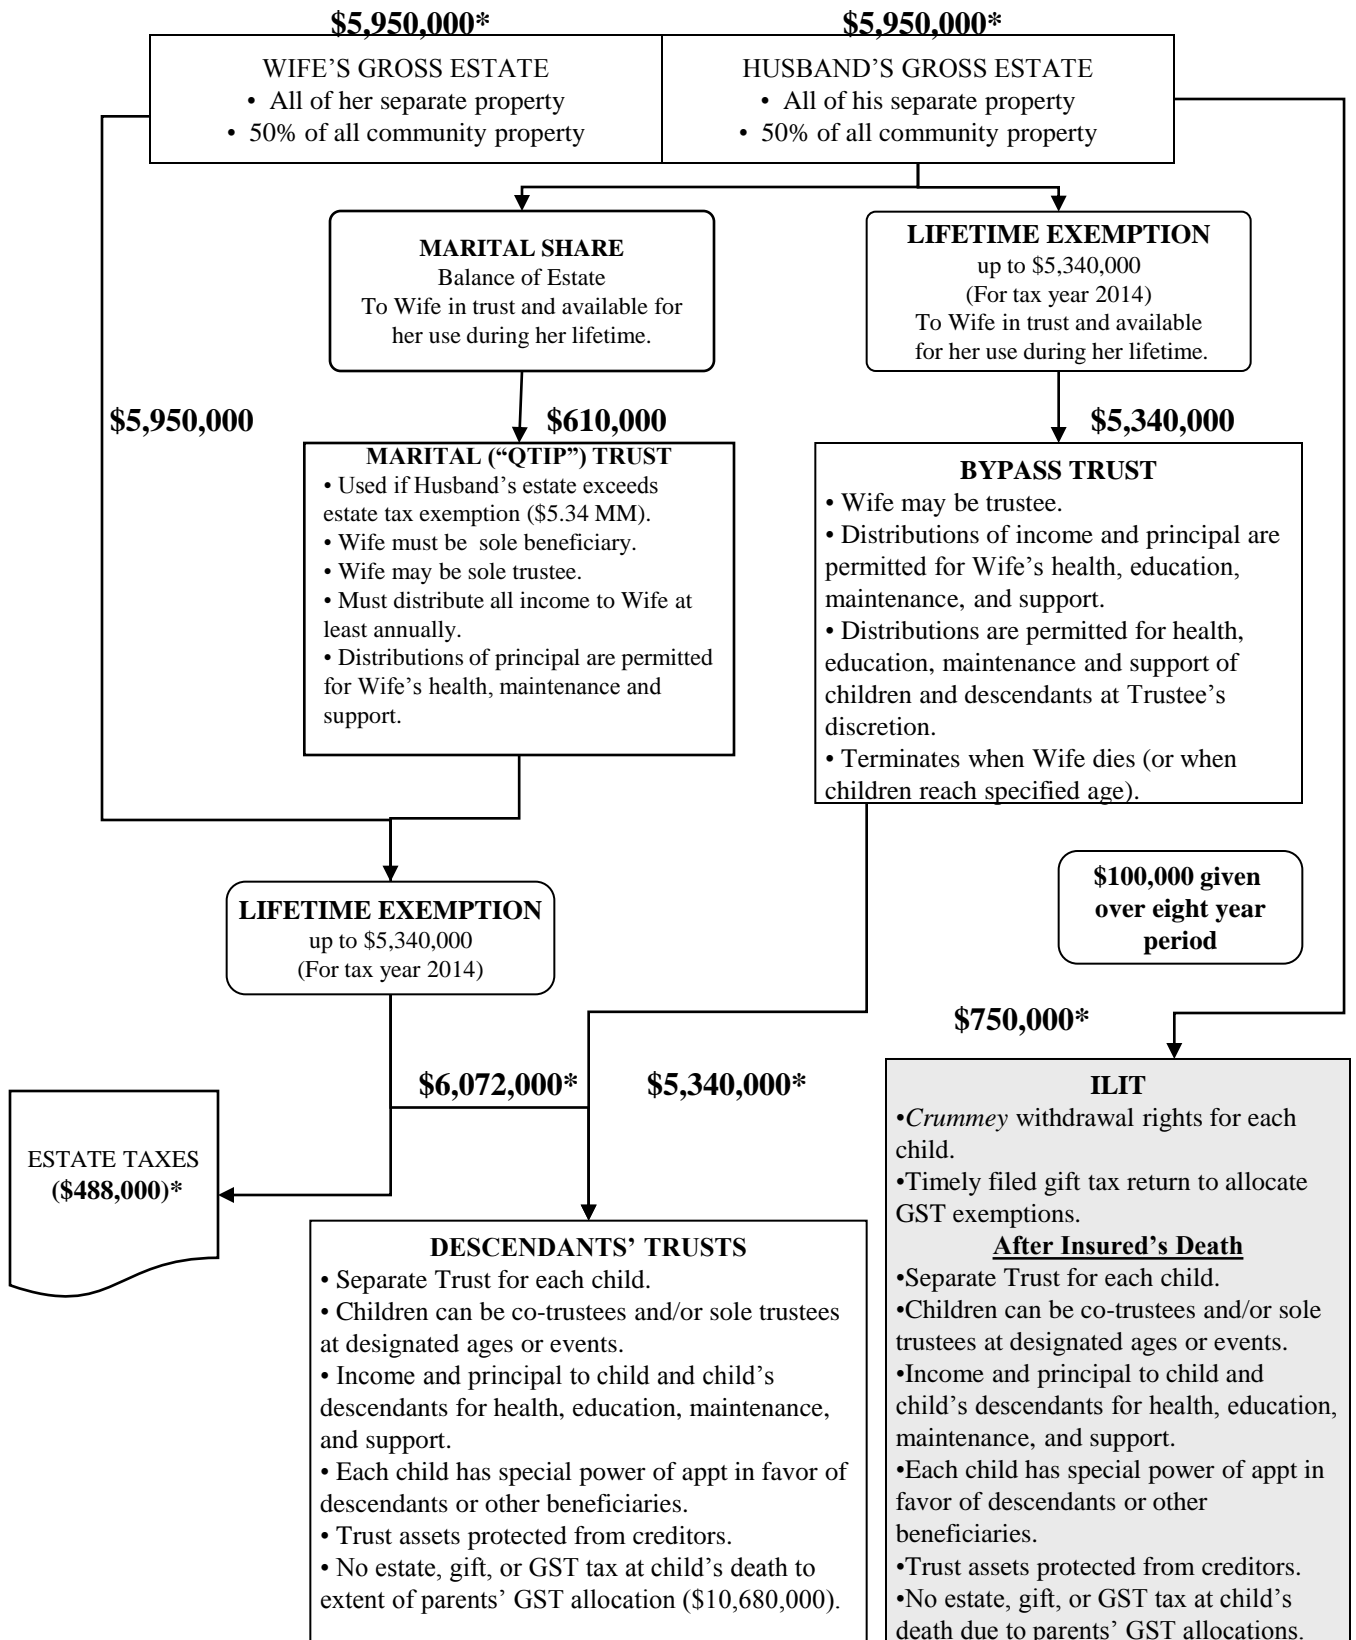 $5,950,000*
$5,950,000*
WIFE’S GROSS ESTATE
• All of her separate property
• 50% of all community property
HUSBAND’S GROSS ESTATE
• All of his separate property
• 50% of all community property
MARITAL SHARE
Balance of Estate
To Wife in trust and available for
her use during her lifetime.
LIFETIME EXEMPTION
up to $5,340,000
(For tax year 2014)
To Wife in trust and available
for her use during her lifetime.
$5,950,000
$610,000
$5,340,000
MARITAL (“QTIP”) TRUST
• Used if Husband’s estate exceeds
estate tax exemption ($5.34 MM).
• Wife must be sole beneficiary.
• Wife may be sole trustee.
• Must distribute all income to Wife at
least annually.
• Distributions of principal are permitted
for Wife’s health, maintenance and
support.
BYPASS TRUST
• Wife may be trustee.
• Distributions of income and principal are
permitted for Wife’s health, education,
maintenance, and support.
• Distributions are permitted for health,
education, maintenance and support of
children and descendants at Trustee’s
discretion.
• Terminates when Wife dies (or when
children reach specified age).
LIFETIME EXEMPTION
up to $5,340,000
(For tax year 2014)
$100,000 given
over eight year
period
$750,000*
$6,072,000*
$5,340,000*
ESTATE TAXES
($488,000)*
DESCENDANTS’ TRUSTS
• Separate Trust for each child.
• Children can be co-trustees and/or sole trustees
at designated ages or events.
• Income and principal to child and child’s
descendants for health, education, maintenance,
and support.
• Each child has special power of appt in favor of
descendants or other beneficiaries.
• Trust assets protected from creditors.
• No estate, gift, or GST tax at child’s death to
extent of parents’ GST allocation ($10,680,000).
ILIT
•Crummey withdrawal rights for each
child.
•Timely filed gift tax return to allocate
GST exemptions.
After Insured’s Death
•Separate Trust for each child.
•Children can be co-trustees and/or sole
trustees at designated ages or events.
•Income and principal to child and
child’s descendants for health, education,
maintenance, and support.
•Each child has special power of appt in
favor of descendants or other
beneficiaries.
•Trust assets protected from creditors.
•No estate, gift, or GST tax at child’s
death due to parents’ GST allocations.